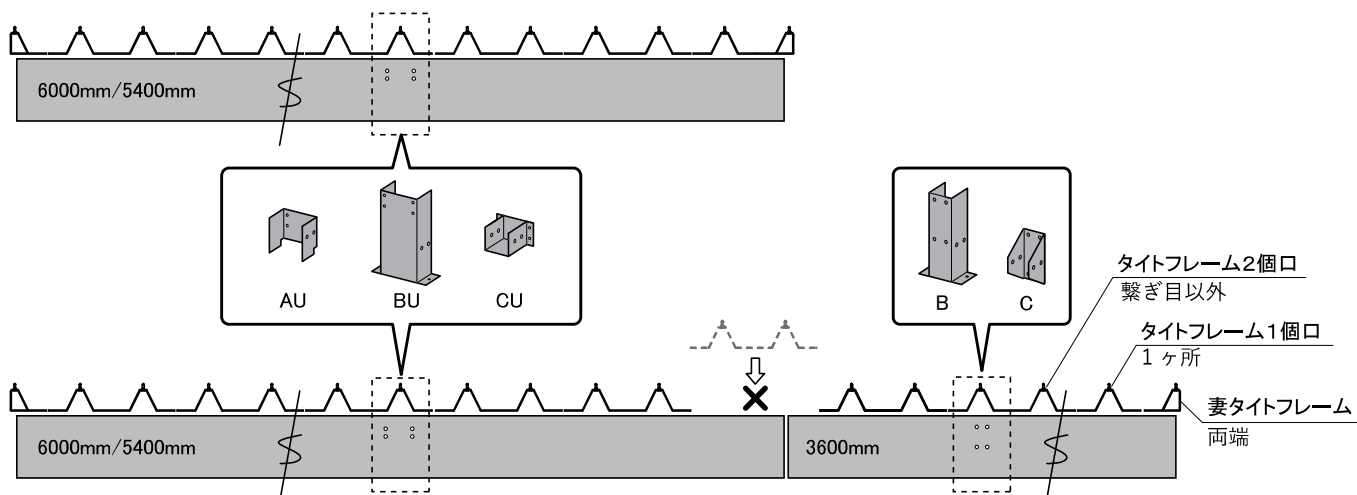 6000mm/5400mm
AU
BU
CU
B
C
タイトフレーム2個口
繋ぎ目以外
タイトフレーム1個口
1ヶ所
妻タイトフレーム
両端
6000mm/5400mm
3600mm